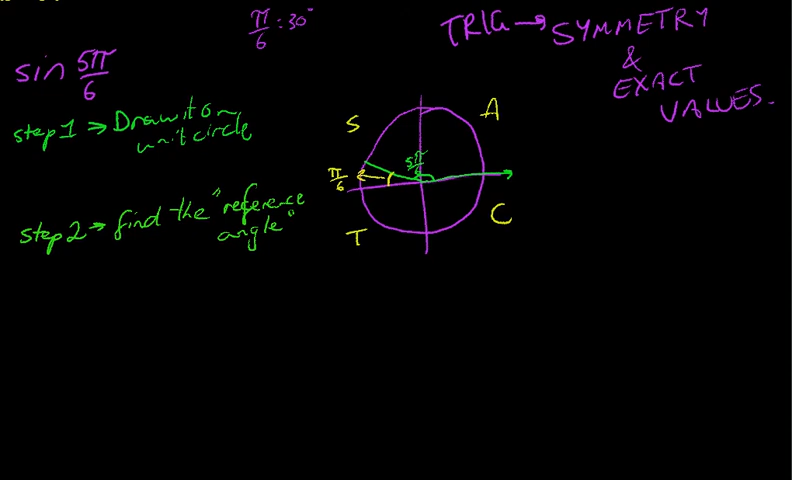 π/6 : 30°
TRIG → SYMMETRY
&
EXACT
VALUES.
sin 5π/6
step 1 → Draw it on
unit circle
S
A
5π/6
π/6
T
C
step 2 → find the "reference
angle"